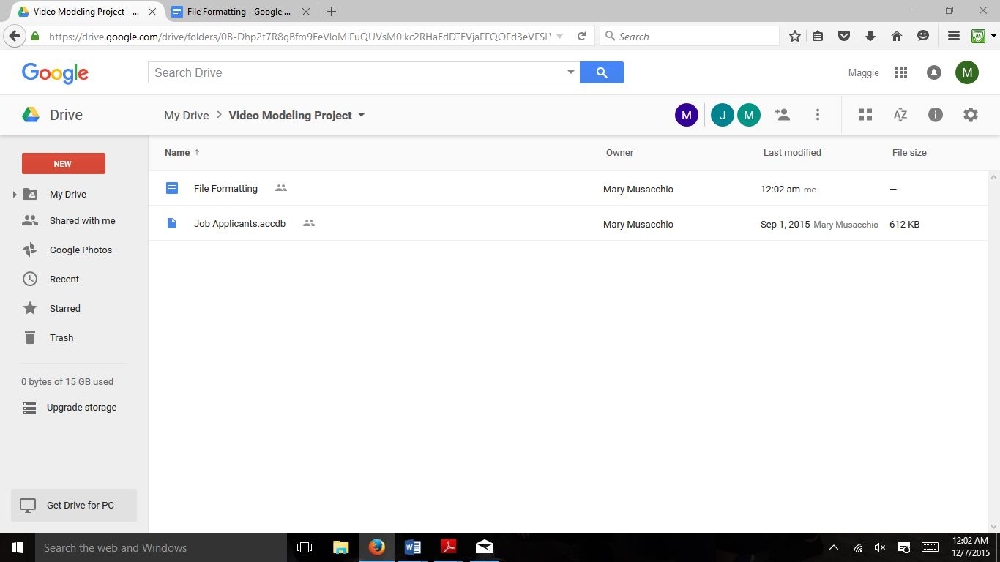 Video Modeling Project - ...
File Formatting - Google ...
https://drive.google.com/drive/folders/
Search
Google
Search Drive
Maggie
M
Drive
My Drive > Video Modeling Project
M
J
M
AZ
NEW
Name
Owner
Last modified
File size
My Drive
File Formatting
Mary Musacchio
12:02 am me
—
Shared with me
Job Applicants.accdb
Mary Musacchio
Sep 1, 2015 Mary Musacchio
612 KB
Google Photos
Recent
Starred
Trash
0 bytes of 15 GB used
Upgrade storage
Get Drive for PC
Search the web and Windows
12:02 AM
12/7/2015